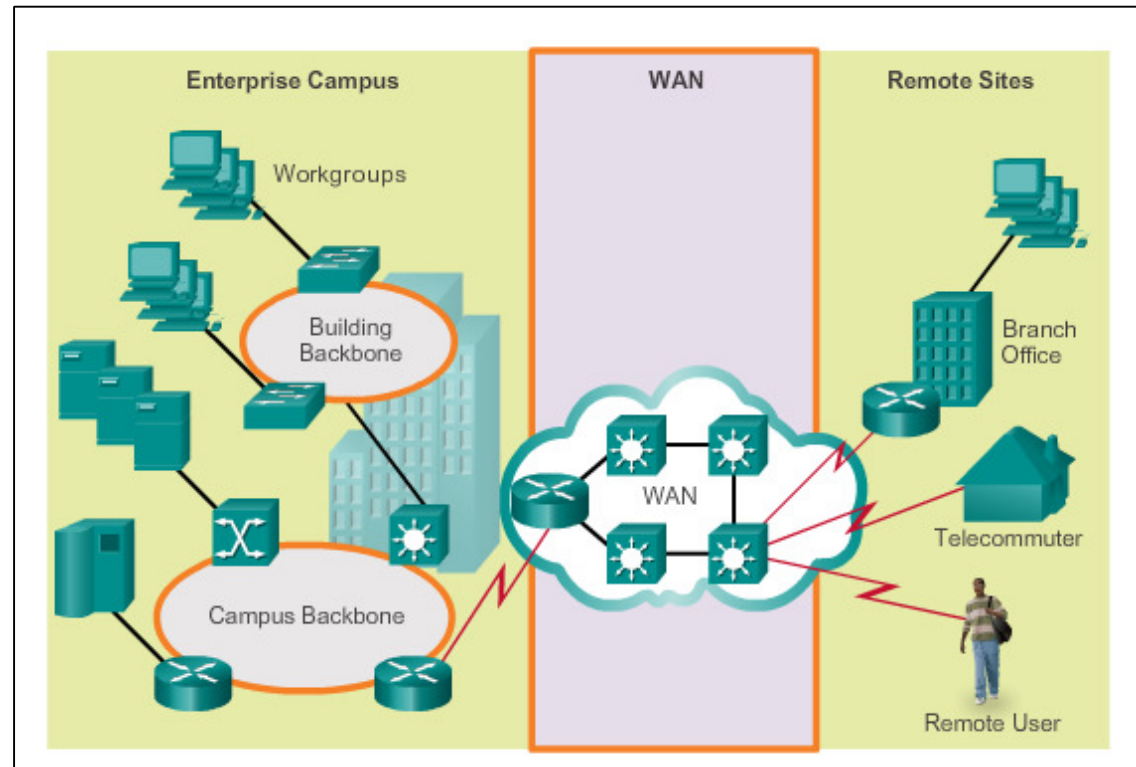 Enterprise Campus
WAN
Remote Sites
Workgroups
Building
Backbone
Branch
Office
WAN
Telecommuter
Campus Backbone
Remote User